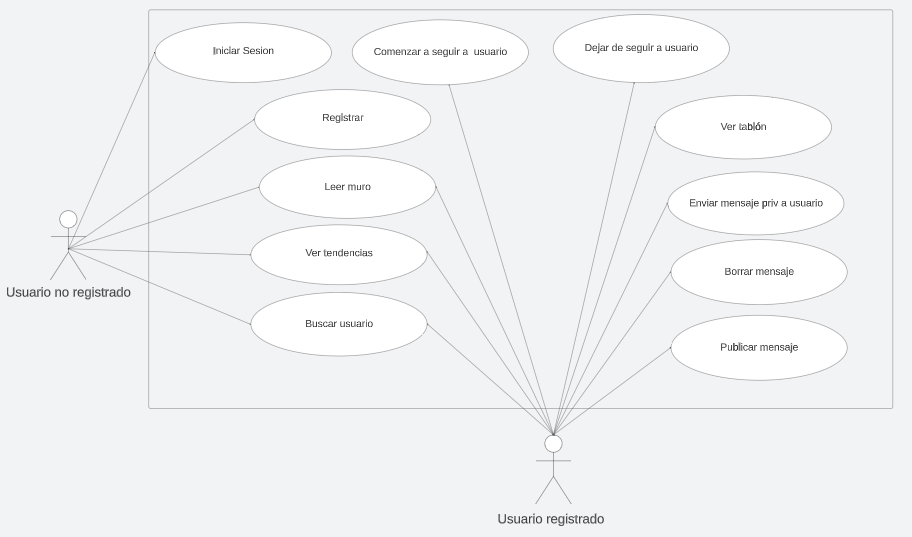 Iniciar Sesion
Comenzar a seguir a usuario
Dejar de seguir a usuario
Registrar
Ver tablón
Leer muro
Enviar mensaje priv a usuario
Ver tendencias
Borrar mensaje
Usuario no registrado
Buscar usuario
Publicar mensaje
Usuario registrado